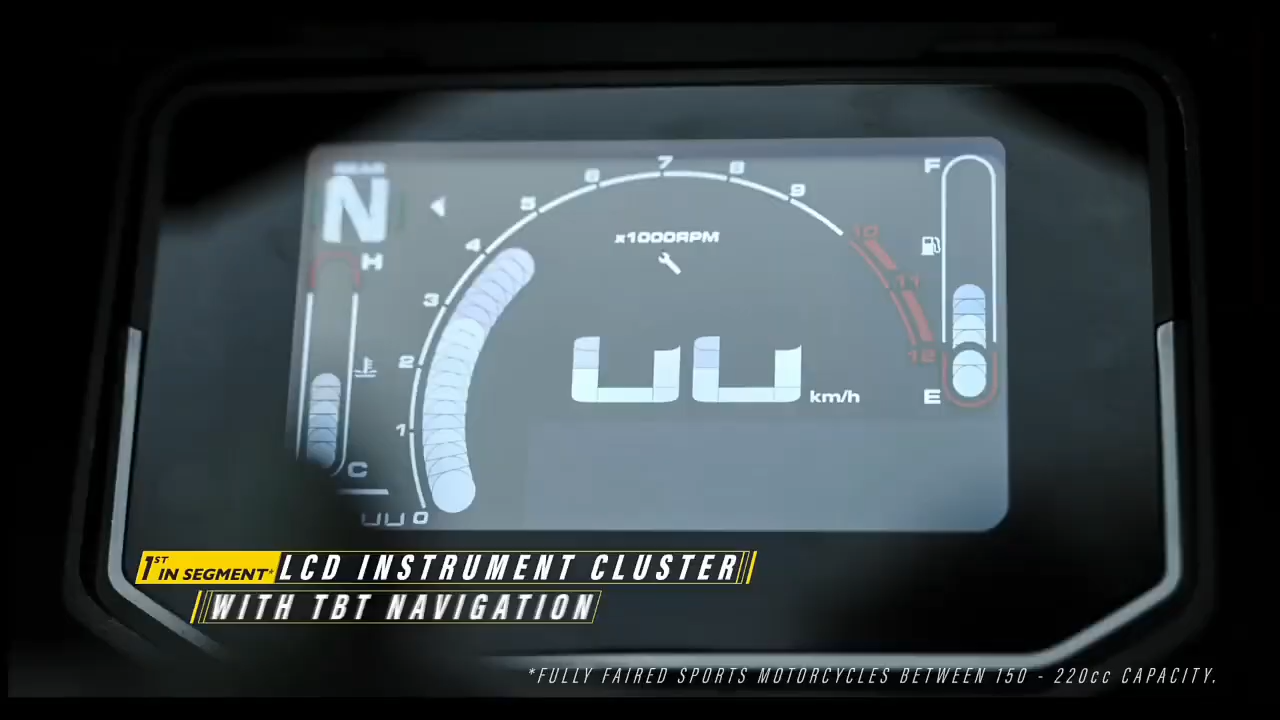 GEAR
N
H
C
0
1
2
3
4
5
6
7
8
9
10
11
12
x1000RPM
km/h
F
E
1ST IN SEGMENT* LCD INSTRUMENT CLUSTER
WITH TBT NAVIGATION
*FULLY FAIRED SPORTS MOTORCYCLES BETWEEN 150 - 220cc CAPACITY.